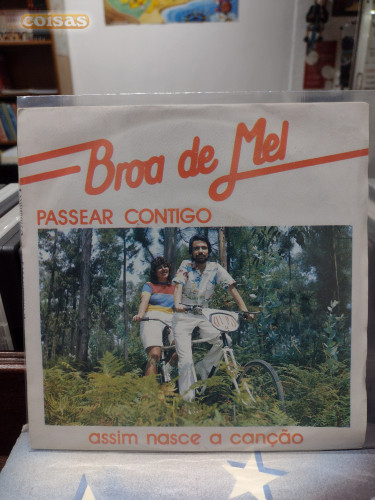 coisas
Broa de Mel
PASSEAR CONTIGO
assim nasce a canção